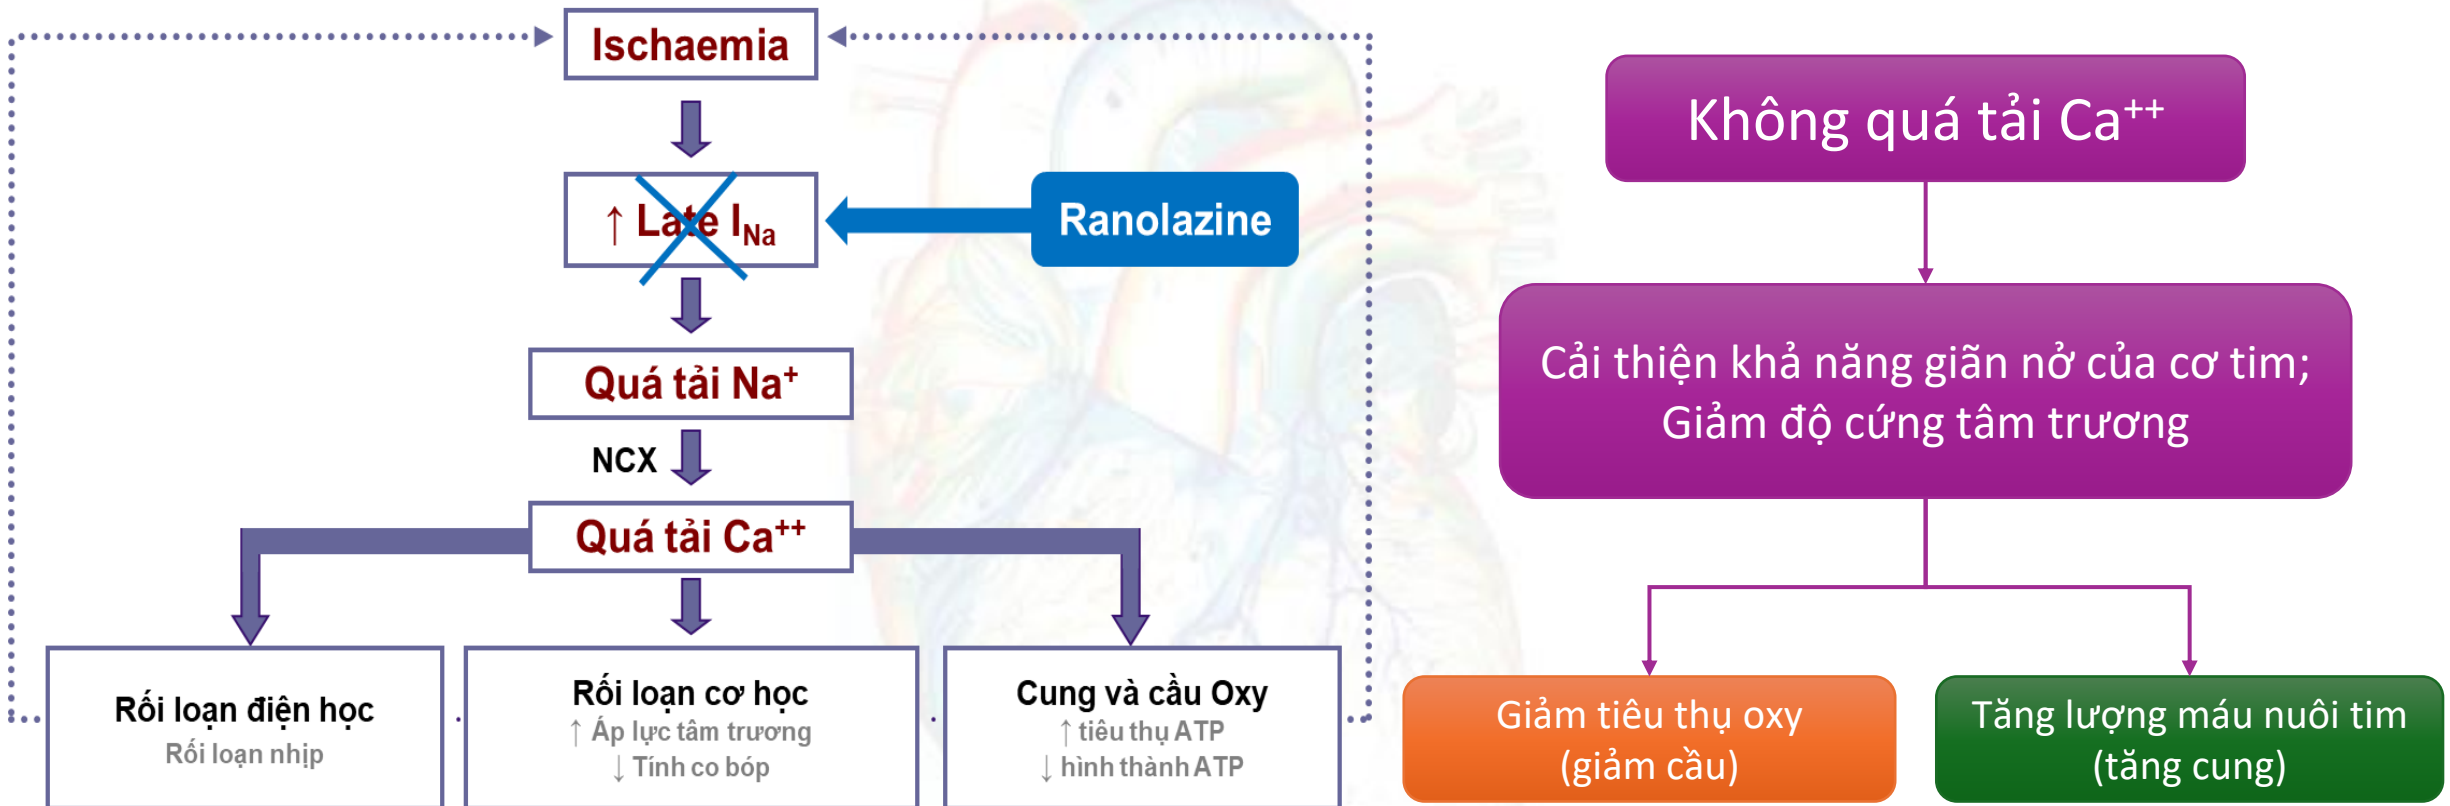 Ischaemia
↑ Late I_Na
Ranolazine
Quá tải Na⁺
NCX
Quá tải Ca⁺⁺
Rối loạn điện học
Rối loạn nhịp
Rối loạn cơ học
↑ Áp lực tâm trương
↓ Tính co bóp
Cung và cầu Oxy
↑ tiêu thụ ATP
↓ hình thành ATP
Không quá tải Ca⁺⁺
Cải thiện khả năng giãn nở của cơ tim;
Giảm độ cứng tâm trương
Giảm tiêu thụ oxy
(giảm cầu)
Tăng lượng máu nuôi tim
(tăng cung)